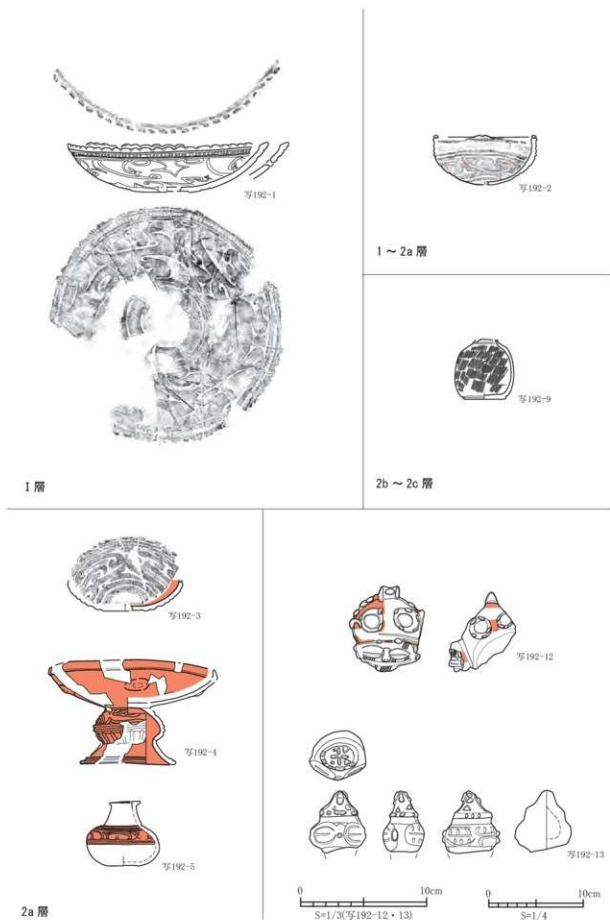 写192-1
Ⅰ層
写192-2
1 ~ 2a 層
写192-9
2b ~ 2c 層
写192-3
写192-4
写192-5
2a 層
写192-12
写192-13
0 10cm
S=1/3(写192-12・13)
0 10cm
S=1/4